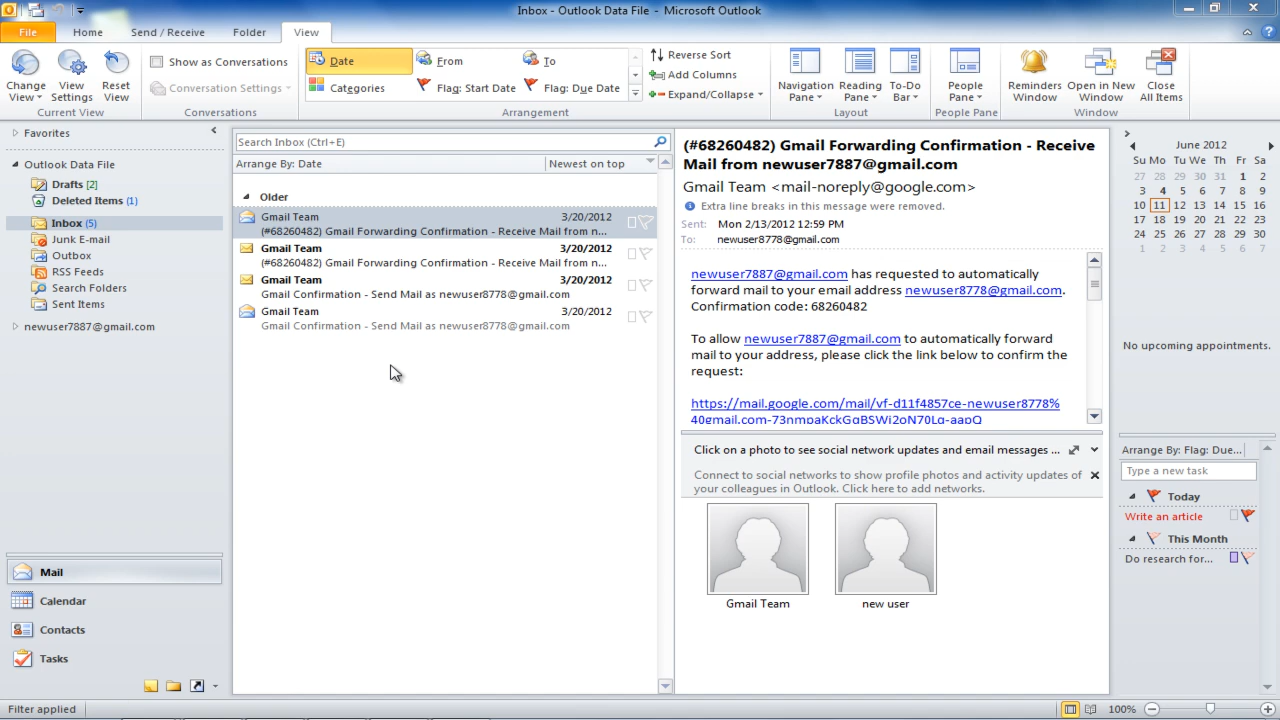 Inbox - Outlook Data File - Microsoft Outlook
File Home Send / Receive Folder View
Change View
View Settings
Reset View
Current View
Show as Conversations
Conversation Settings
Conversations
Date From To
Categories Flag: Start Date Flag: Due Date
Arrangement
Reverse Sort
Add Columns
Expand/Collapse
Navigation Pane
Reading Pane
To-Do Bar
Layout
People Pane
People Pane
Reminders Window
Open in New Window
Close All Items
Window
Favorites
Outlook Data File
Drafts [2]
Deleted Items (1)
Inbox (5)
Junk E-mail
Outbox
RSS Feeds
Search Folders
Sent Items
newuser7887@gmail.com
Mail
Calendar
Contacts
Tasks
Search Inbox (Ctrl+E)
Arrange By: Date Newest on top
Older
Gmail Team 3/20/2012
(#68260482) Gmail Forwarding Confirmation - Receive Mail from n...
Gmail Team 3/20/2012
(#68260482) Gmail Forwarding Confirmation - Receive Mail from n...
Gmail Team 3/20/2012
Gmail Confirmation - Send Mail as newuser8778@gmail.com
Gmail Team 3/20/2012
Gmail Confirmation - Send Mail as newuser8778@gmail.com
(#68260482) Gmail Forwarding Confirmation - Receive
Mail from newuser7887@gmail.com
Gmail Team <mail-noreply@google.com>
Extra line breaks in this message were removed.
Sent: Mon 2/13/2012 12:59 PM
To: newuser8778@gmail.com
newuser7887@gmail.com has requested to automatically
forward mail to your email address newuser8778@gmail.com.
Confirmation code: 68260482
To allow newuser7887@gmail.com to automatically forward
mail to your address, please click the link below to confirm the
request:
https://mail.google.com/mail/vf-d11f4857ce-newuser8778%
Click on a photo to see social network updates and email messages ...
Connect to social networks to show profile photos and activity updates of
your colleagues in Outlook. Click here to add networks.
Gmail Team new user
June 2012
Su Mo Tu We Th Fr Sa
27 28 29 30 31 1 2
3 4 5 6 7 8 9
10 11 12 13 14 15 16
17 18 19 20 21 22 23
24 25 26 27 28 29 30
1 2 3 4 5 6 7
No upcoming appointments.
Arrange By: Flag: Due...
Type a new task
Today
Write an article
This Month
Do research for...
Filter applied
100%